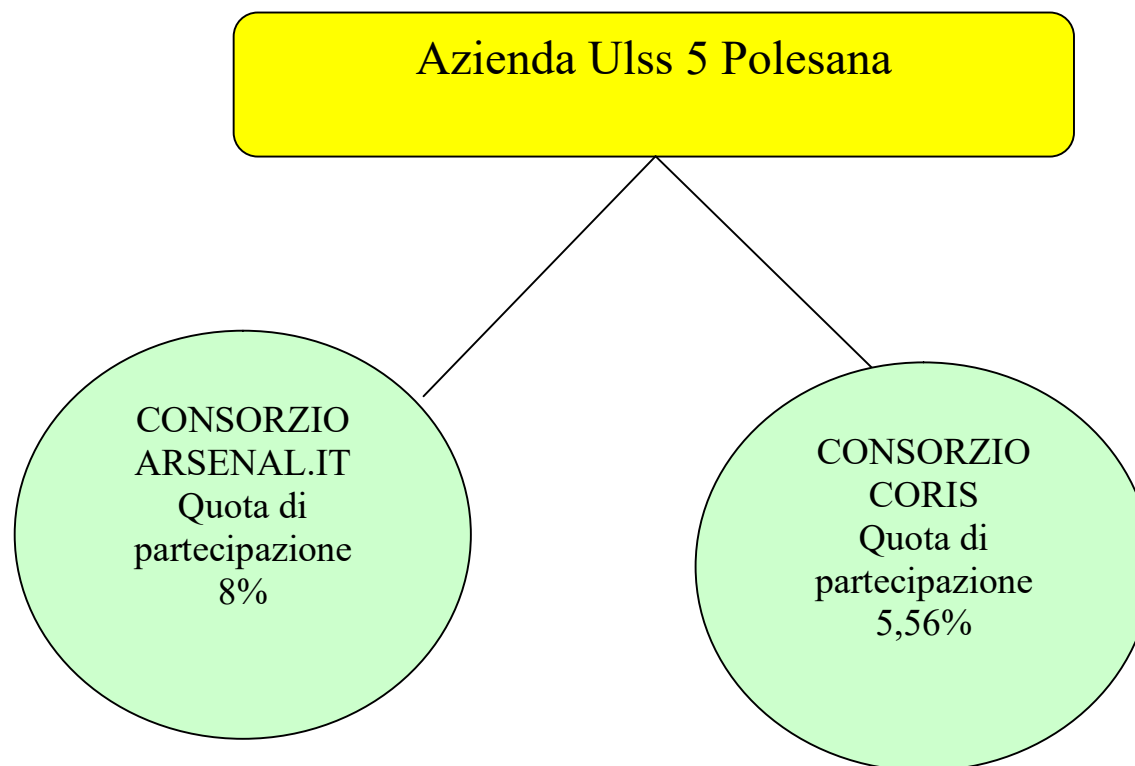 Azienda Ulss 5 Polesana
CONSORZIO
ARSENAL.IT
Quota di
partecipazione
8%
CONSORZIO
CORIS
Quota di
partecipazione
5,56%